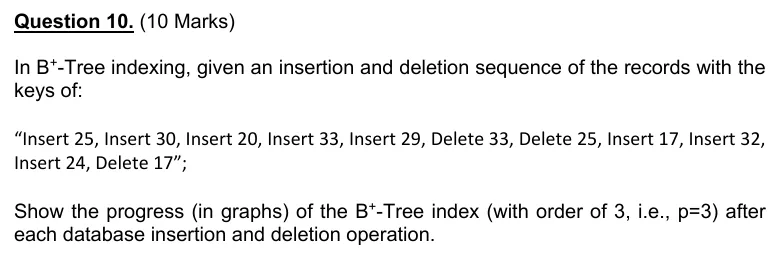 Question 10. (10 Marks)
In B⁺-Tree indexing, given an insertion and deletion sequence of the records with the
keys of:
“Insert 25, Insert 30, Insert 20, Insert 33, Insert 29, Delete 33, Delete 25, Insert 17, Insert 32,
Insert 24, Delete 17”;
Show the progress (in graphs) of the B⁺-Tree index (with order of 3, i.e., p=3) after
each database insertion and deletion operation.